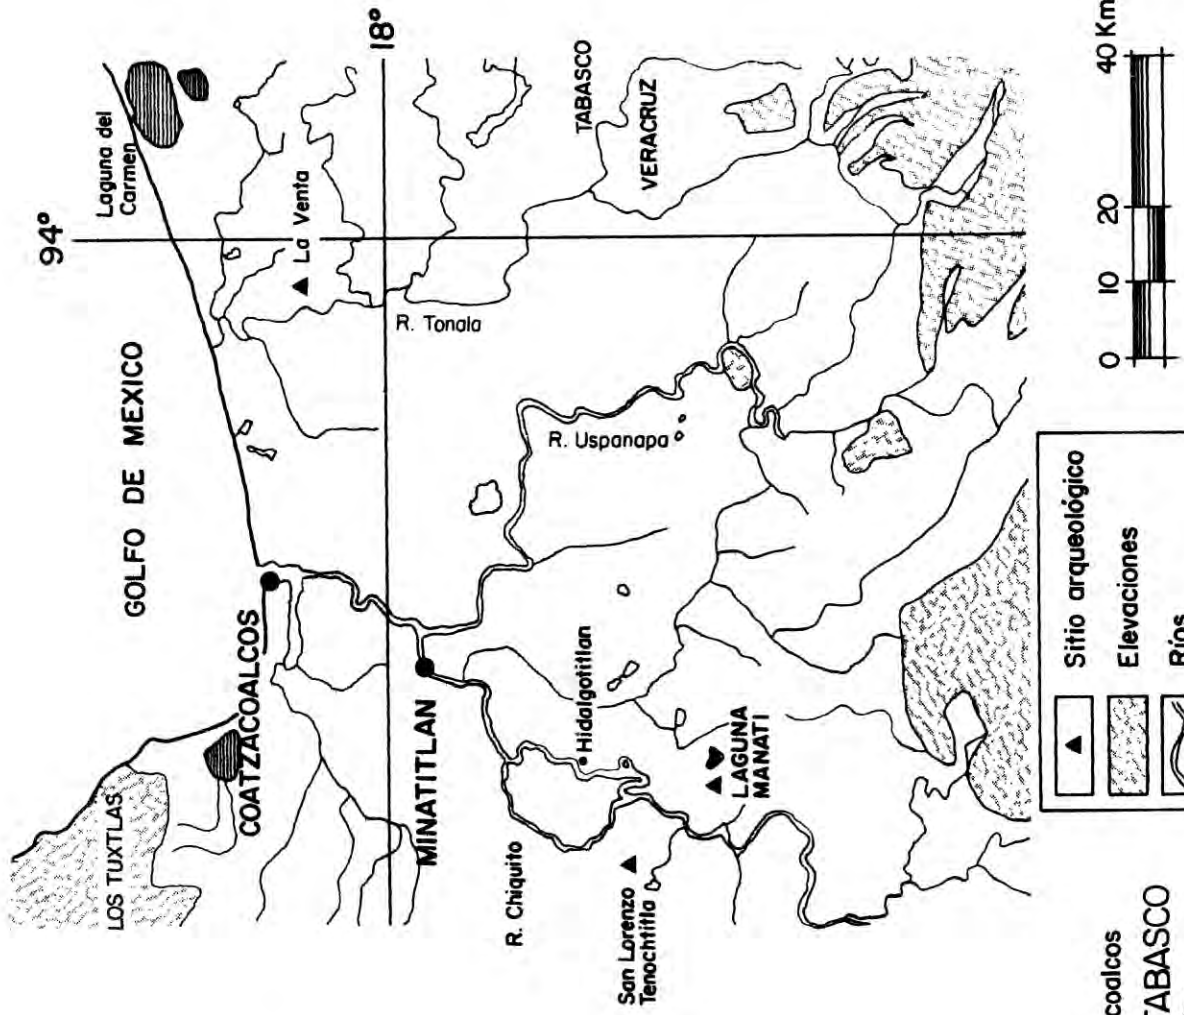 94°
Laguna del
Carmen
18°
La Venta
TABASCO
VERACRUZ
R. Tonala
GOLFO DE MEXICO
R. Uspanapa
COATZACOALCOS
LOS TUXTLAS
MINATITLAN
Hidalgotitlan
LAGUNA
MANATI
R. Chiquito
San Lorenzo
Tenochtitla
0 10 20 40 Km
Sitio arqueológico
Elevaciones
Ríos
coalcos
TABASCO